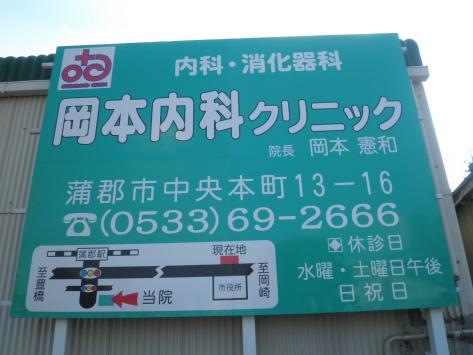 内科・消化器科
岡本内科クリニック
院長 岡本 憲和
蒲郡市中央本町13-16
☎(0533)69-2666
休診日
水曜・土曜日午後
日祝日
蒲郡駅
現在地
至豊橋
至岡崎
市役所
当院